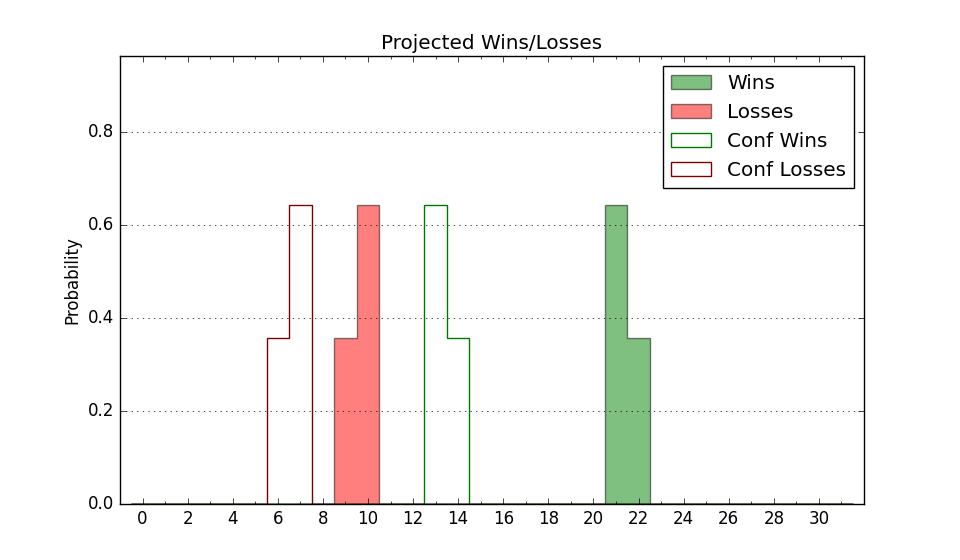 Projected Wins/Losses
Wins
Losses
Conf Wins
Conf Losses
Probability
0.8
0.6
0.4
0.2
0.0
0 2 4 6 8 10 12 14 16 18 20 22 24 26 28 30